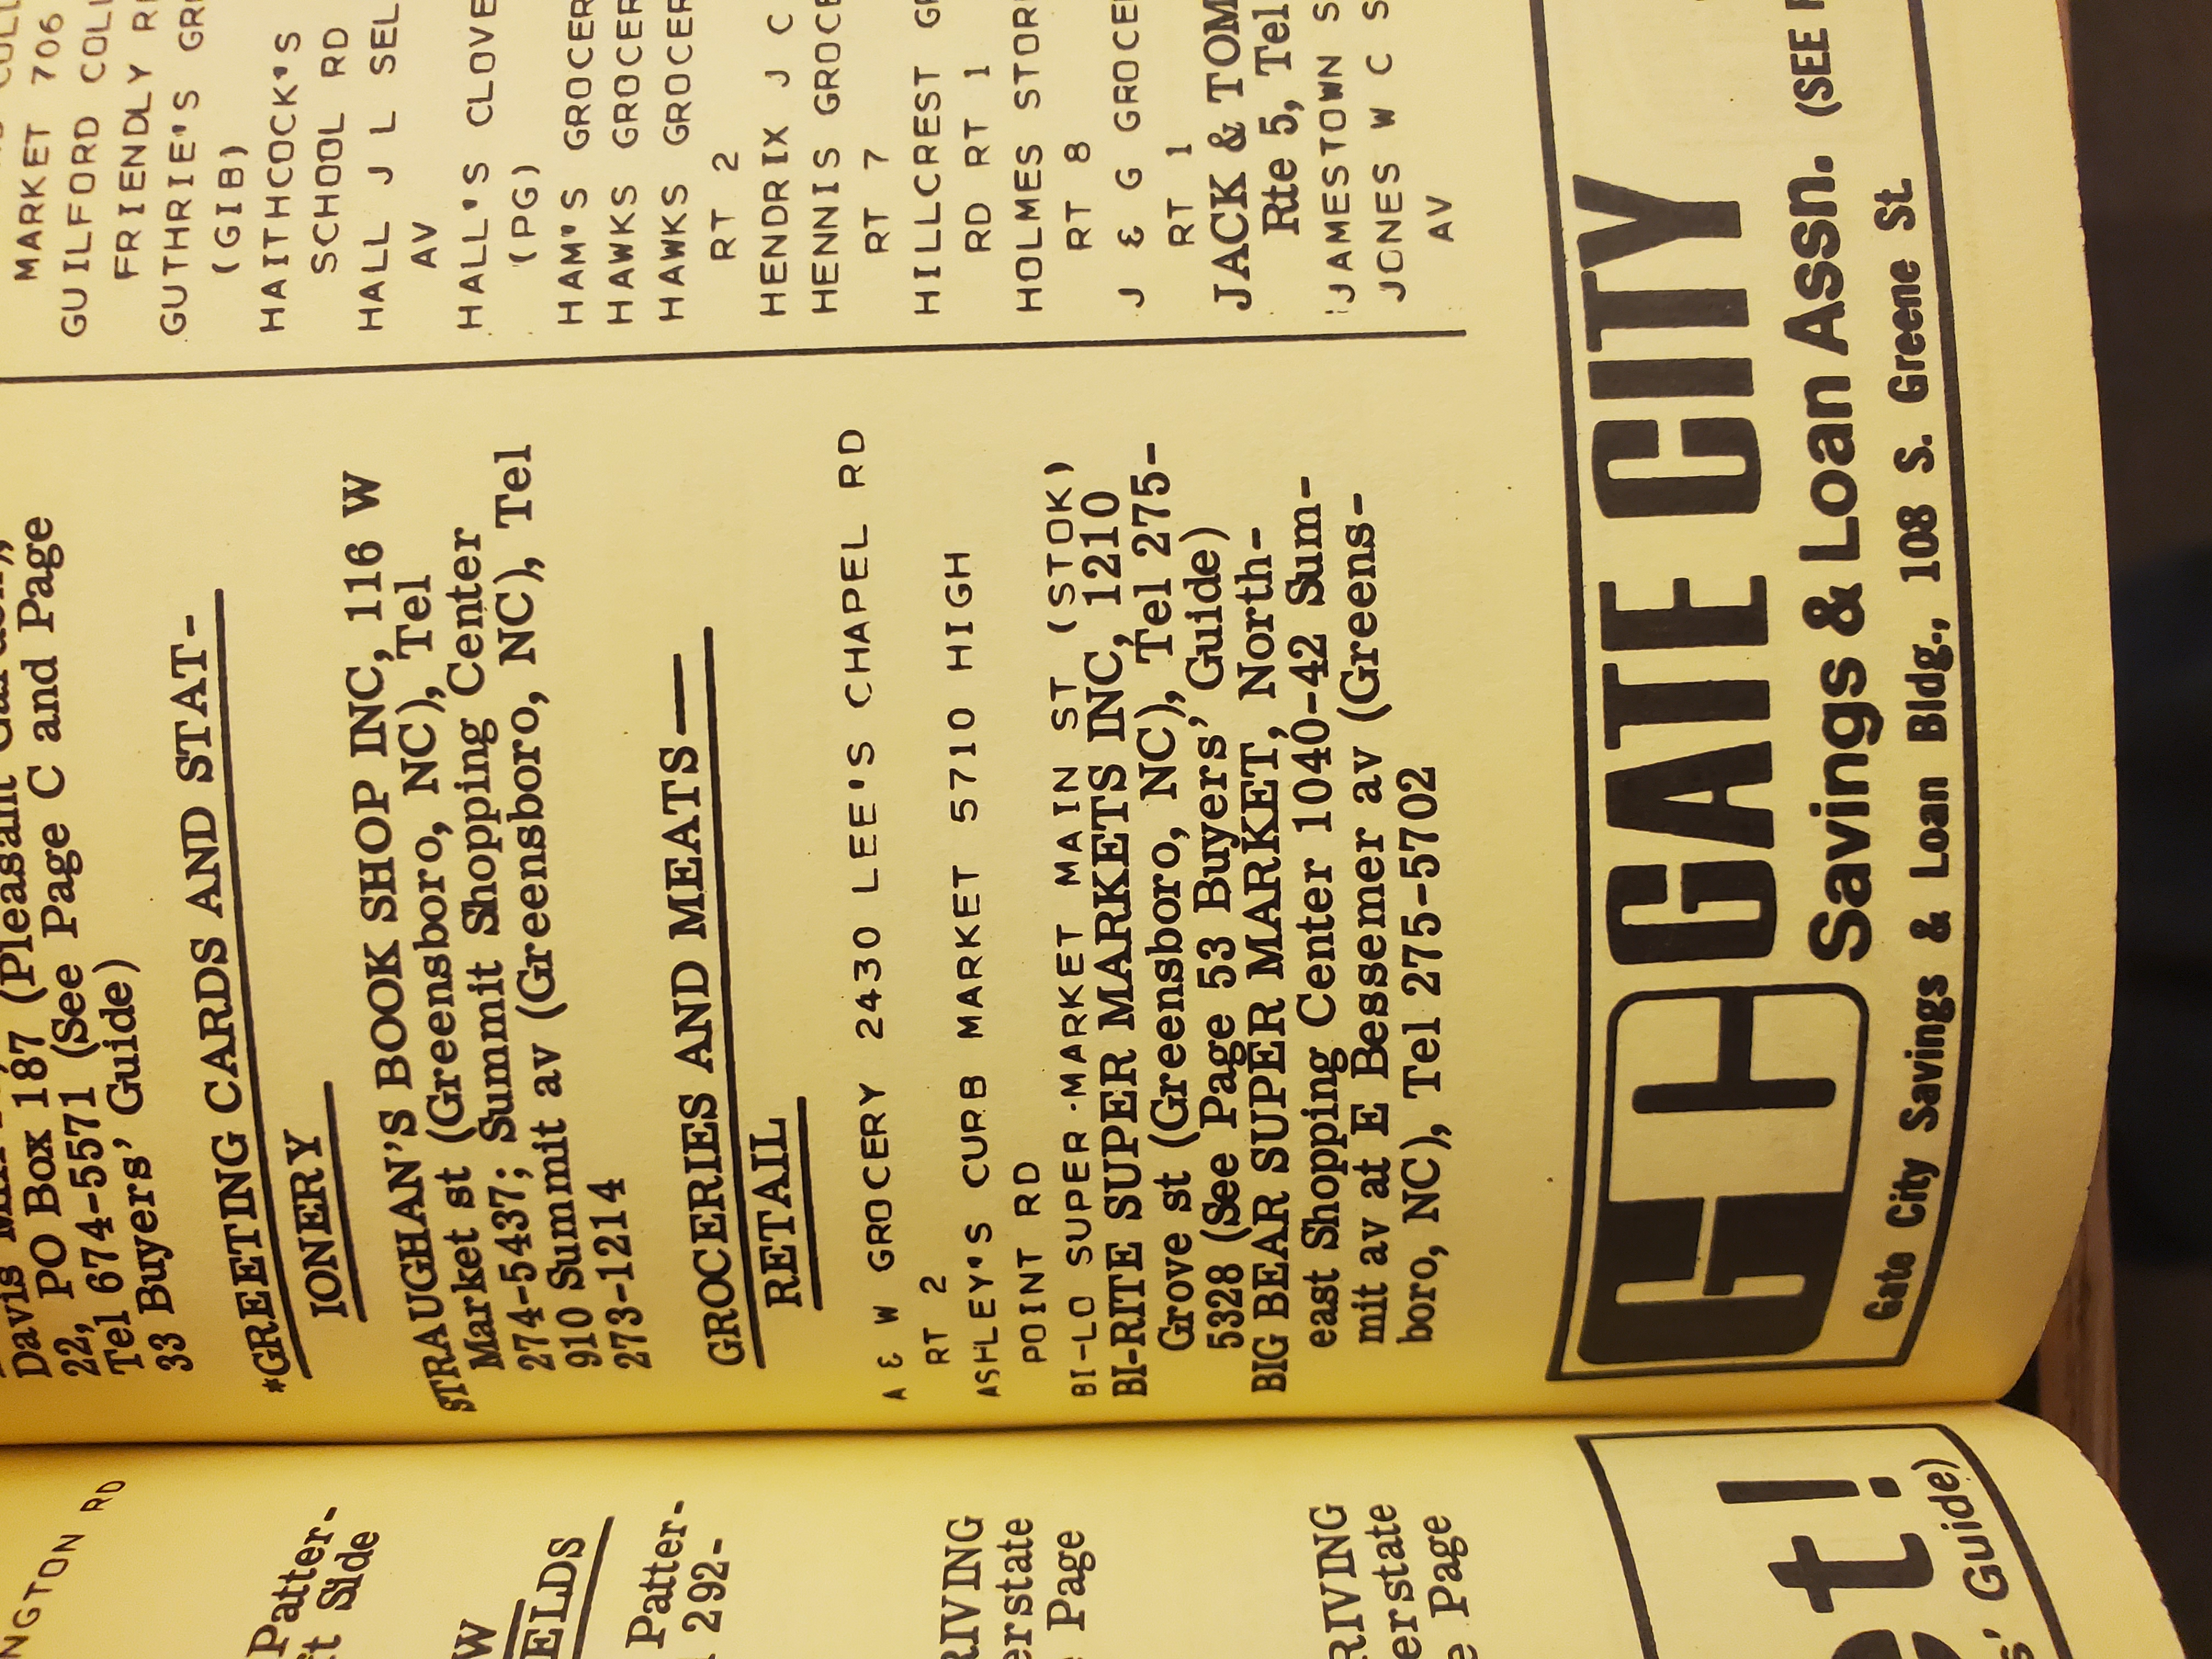 NGTON RD
Patter-
ft Side
W
ELDS
Patter-
292-
RIVING
erstate
Page
RIVING
erstate
Page
t!
Guide)
Davis
22, PO Box 187 (Pleasant
Tel 674-5571 (See Page C and Page
33 Buyers' Guide)
*GREETING CARDS AND STAT-
IONERY
STRAUGHAN'S BOOK SHOP INC, 116 W
Market st (Greensboro, NC), Tel
274-5437; Summit Shopping Center
910 Summit av (Greensboro, NC), Tel
273-1214
GROCERIES AND MEATS—
RETAIL
A & W GROCERY 2430 LEE'S CHAPEL RD
RT 2
ASHLEY'S CURB MARKET 5710 HIGH
POINT RD
BI-LO SUPER-MARKET MAIN ST (STOK)
BI-RITE SUPER MARKETS INC, 1210
Grove st (Greensboro, NC), Tel 275-
5328 (See Page 53 Buyers' Guide)
BIG BEAR SUPER MARKET, North-
east Shopping Center 1040-42 Sum-
mit av at E Bessemer av (Greens-
boro, NC), Tel 275-5702
MARKET 706
GUILFORD COL
FRIENDLY R
GUTHRIE'S GR
(GIB)
HAITHCOCK'S
SCHOOL RD
HALL J L SEL
AV
HALL'S CLOVE
(PG)
HAM'S GROCER
HAWKS GROCER
HAWKS GROCER
RT 2
HENDRIX J C
HENNIS GROCE
RT 7
HILLCREST G
RD RT 1
HOLMES STOR
RT 8
J & G GROCE
RT 1
JACK & TOM
Rte 5, Tel
JAMESTOWN S
JONES W C S
AV
GC GATE CITY
Savings & Loan Assn. (SEE
Gate City Savings & Loan Bldg., 108 S. Greene St.